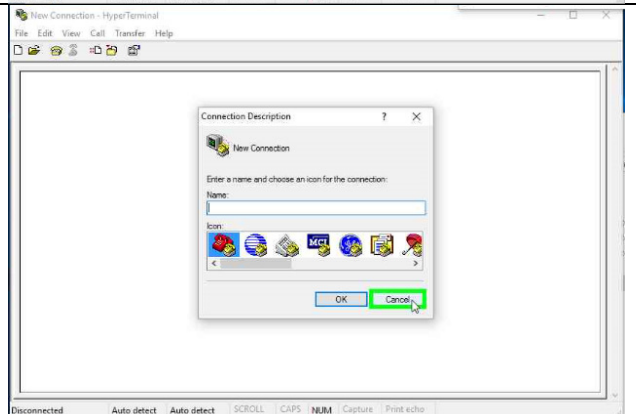 New Connection - HyperTerminal
File Edit View Call Transfer Help
Connection Description ? ×
New Connection
Enter a name and choose an icon for the connection:
Name:
Icon:
MCI
OK Cancel
Disconnected Auto detect Auto detect SCROLL CAPS NUM Capture Print echo